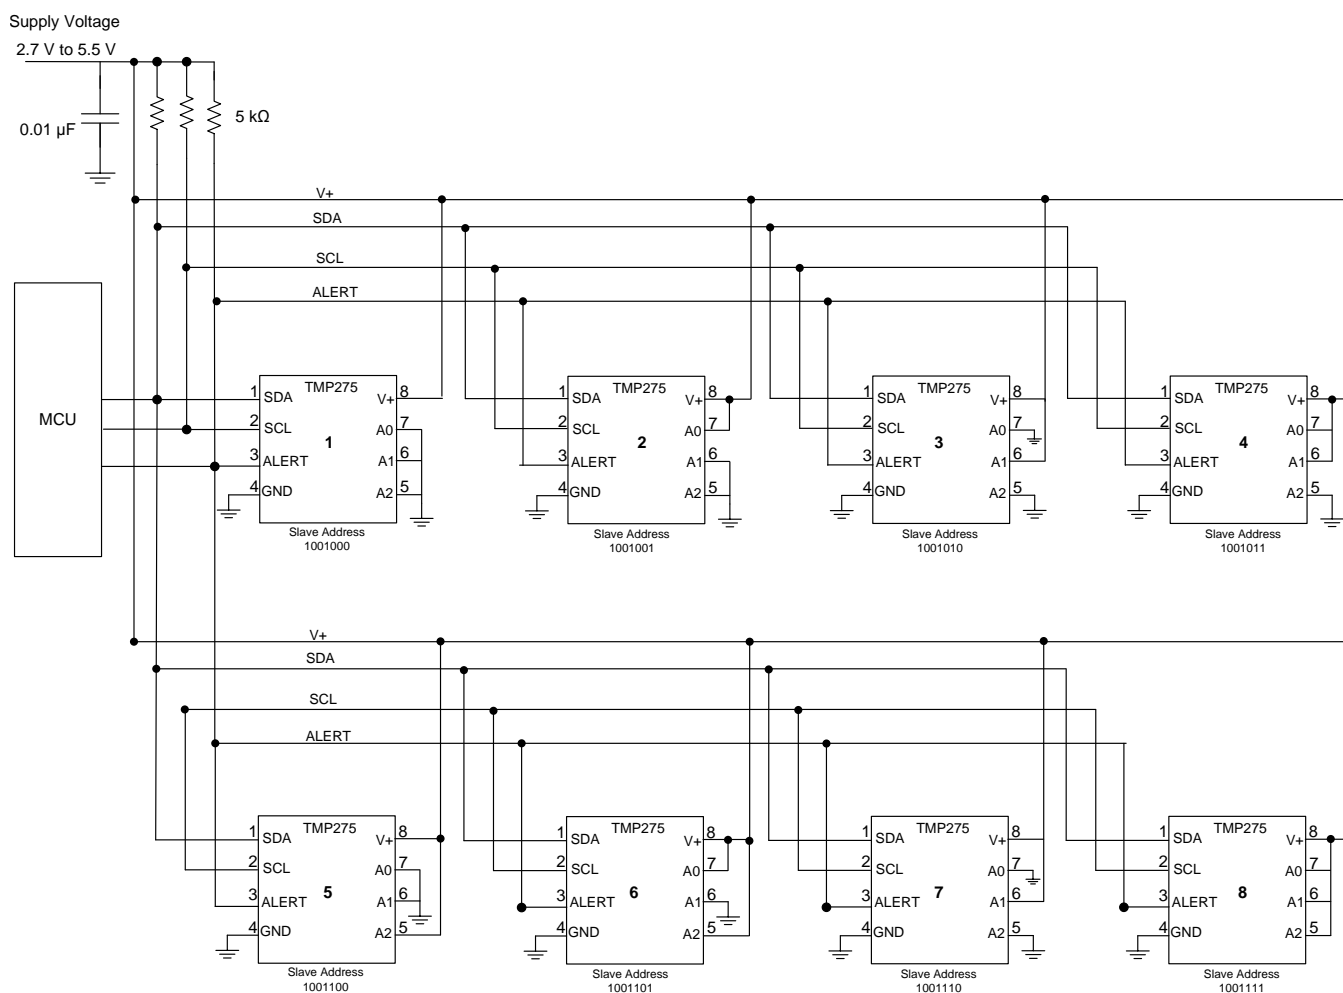 Supply Voltage
2.7 V to 5.5 V
0.01 µF
5 kΩ
V+
SDA
SCL
ALERT
MCU
TMP275
1 SDA V+ 8
2 SCL A0 7
1
3 ALERT A1 6
4 GND A2 5
Slave Address
1001000
TMP275
1 SDA V+ 8
2 SCL A0 7
2
3 ALERT A1 6
4 GND A2 5
Slave Address
1001001
TMP275
1 SDA V+ 8
2 SCL A0 7
3
3 ALERT A1 6
4 GND A2 5
Slave Address
1001010
TMP275
1 SDA V+ 8
2 SCL A0 7
4
3 ALERT A1 6
4 GND A2 5
Slave Address
1001011
V+
SDA
SCL
ALERT
TMP275
1 SDA V+ 8
2 SCL A0 7
5
3 ALERT A1 6
4 GND A2 5
Slave Address
1001100
TMP275
1 SDA V+ 8
2 SCL A0 7
6
3 ALERT A1 6
4 GND A2 5
Slave Address
1001101
TMP275
1 SDA V+ 8
2 SCL A0 7
7
3 ALERT A1 6
4 GND A2 5
Slave Address
1001110
TMP275
1 SDA V+ 8
2 SCL A0 7
8
3 ALERT A1 6
4 GND A2 5
Slave Address
1001111